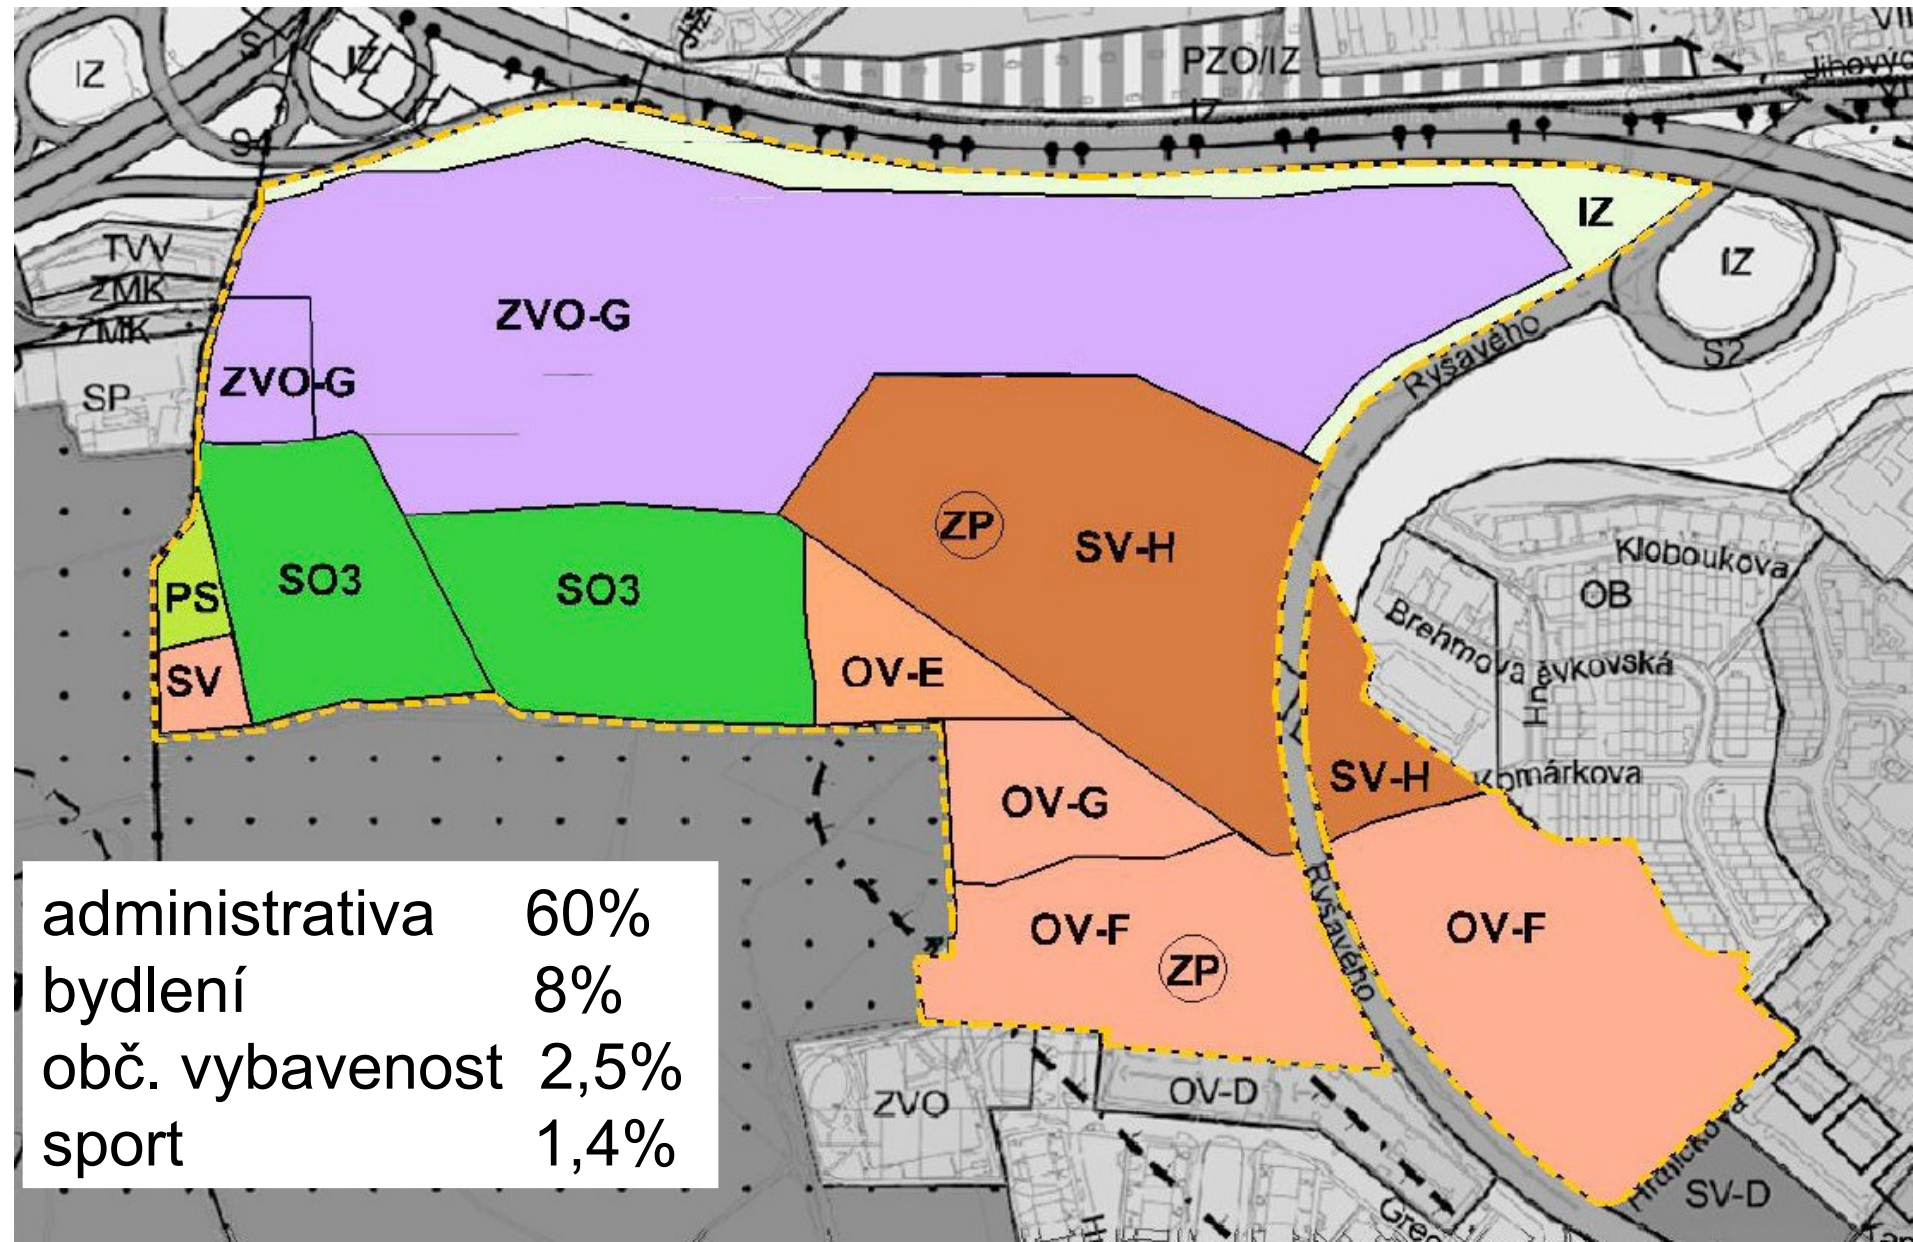 PZO/IZ
IZ
IZ
S4
IZ
IZ
IZ
TVV
ZMK
ZMK
SP
ZVO-G
ZVO-G
Ryšavého
S2
ZP
SV-H
SO3
SO3
PS
SV
OV-E
Kloboukova
OB
Brehmova
Hněvkovská
SV-H
Komárkova
OV-G
OV-F
ZP
Ryšavého
OV-F
administrativa 60%
bydlení 8%
obč. vybavenost 2,5%
sport 1,4%
ZVO
OV-D
SV-D